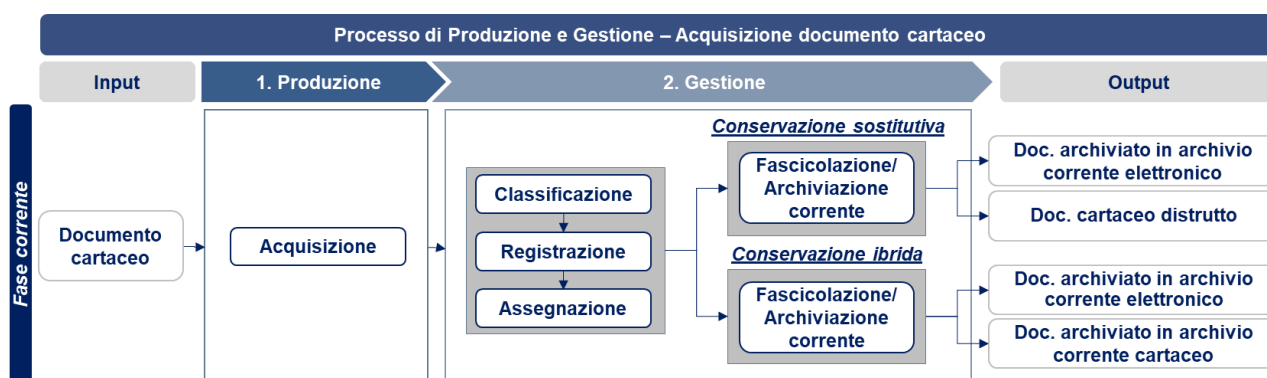 Processo di Produzione e Gestione – Acquisizione documento cartaceo
Input
1. Produzione
2. Gestione
Output
Fase corrente
Documento
cartaceo
Acquisizione
Classificazione
Registrazione
Assegnazione
Conservazione sostitutiva
Fascicolazione/
Archiviazione
corrente
Conservazione ibrida
Fascicolazione/
Archiviazione
corrente
Doc. archiviato in archivio
corrente elettronico
Doc. cartaceo distrutto
Doc. archiviato in archivio
corrente elettronico
Doc. archiviato in archivio
corrente cartaceo